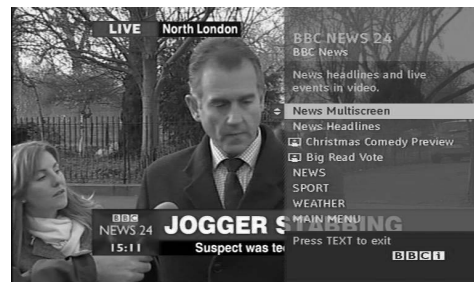 LIVE North London
BBC NEWS 24
BBC News
News headlines and live
events in video.
News Multiscreen
News Headlines
Christmas Comedy Preview
Big Read Vote
NEWS
SPORT
WEATHER
MAIN MENU
Press TEXT to exit
BBCi
BBC
NEWS 24
15:11
JOGGER STABBING
Suspect was tee